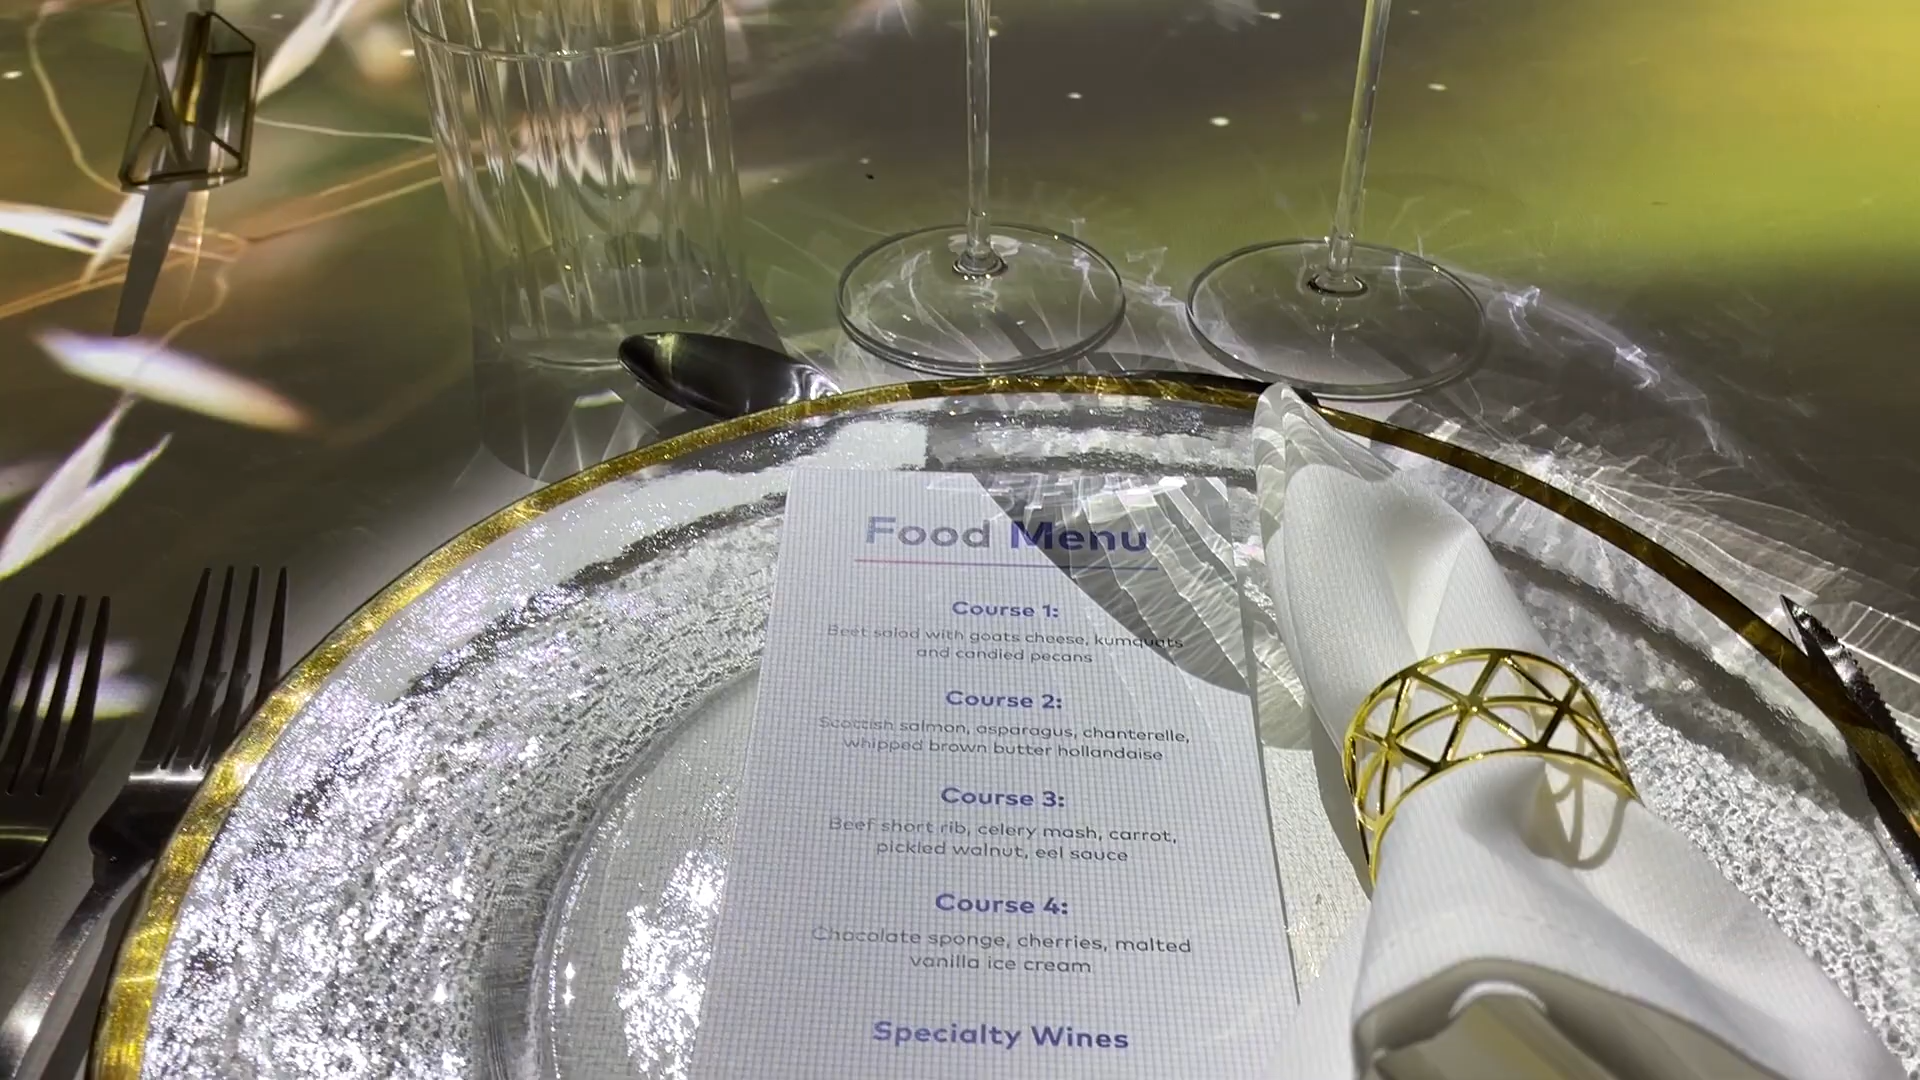 Food Menu
Course 1:
Beet salad with goats cheese, kumquats
and candied pecans
Course 2:
Scottish salmon, asparagus, chanterelle,
whipped brown butter hollandaise
Course 3:
Beef short rib, celery mash, carrot,
pickled walnut, eel sauce
Course 4:
Chocolate sponge, cherries, malted
vanilla ice cream
Specialty Wines